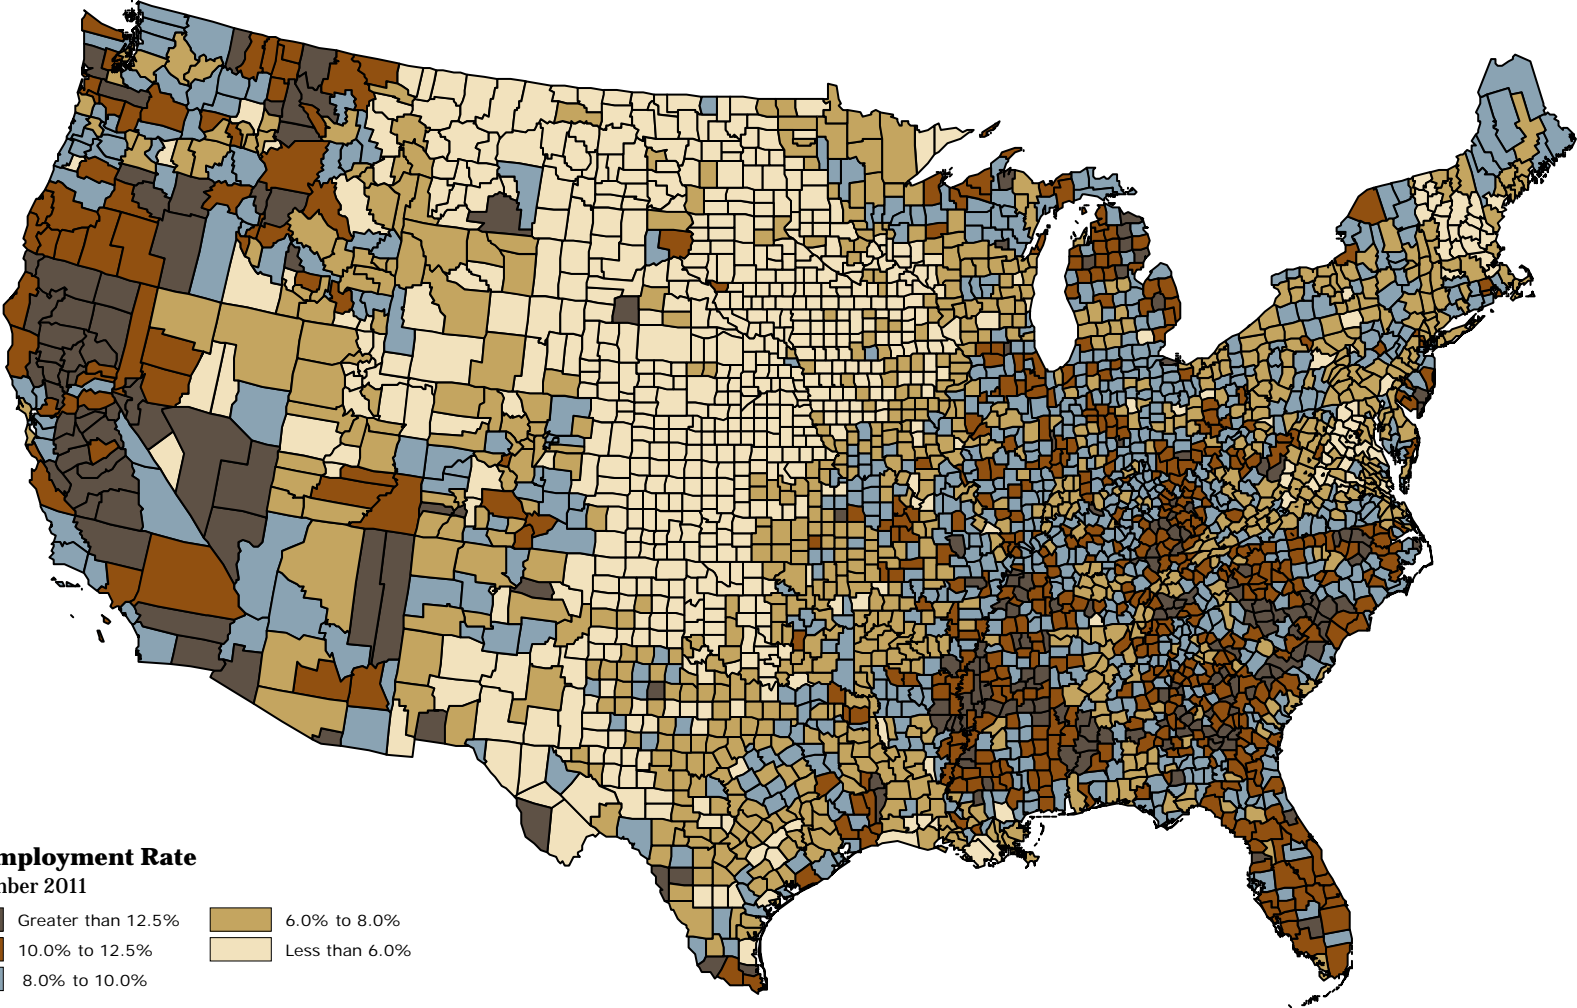 mployment Rate
nber 2011
Greater than 12.5%
10.0% to 12.5%
8.0% to 10.0%
6.0% to 8.0%
Less than 6.0%